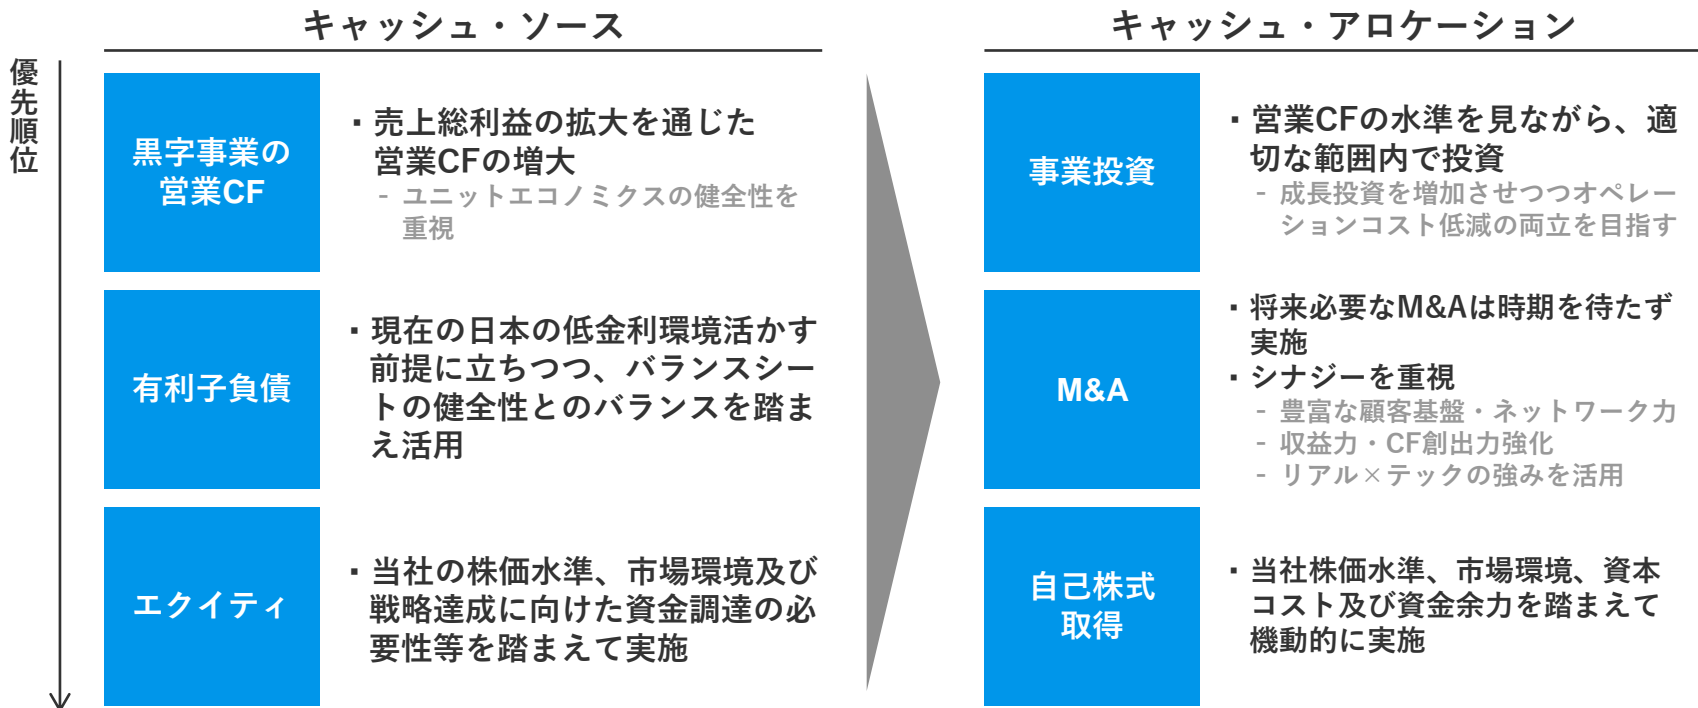 キャッシュ・ソース
キャッシュ・アロケーション
優先順位
黒字事業の
営業CF
▪ 売上総利益の拡大を通じた
営業CFの増大
- ユニットエコノミクスの健全性を
重視
有利子負債
▪ 現在の日本の低金利環境活かす
前提に立ちつつ、バランスシー
トの健全性とのバランスを踏ま
え活用
エクイティ
▪ 当社の株価水準、市場環境及び
戦略達成に向けた資金調達の必
要性等を踏まえて実施
事業投資
▪ 営業CFの水準を見ながら、適
切な範囲内で投資
- 成長投資を増加させつつオペレー
ションコスト低減の両立を目指す
M&A
▪ 将来必要なM&Aは時期を待たず
実施
▪ シナジーを重視
- 豊富な顧客基盤・ネットワーク力
- 収益力・CF創出力強化
- リアル×テックの強みを活用
自己株式
取得
▪ 当社株価水準、市場環境、資本
コスト及び資金余力を踏まえて
機動的に実施